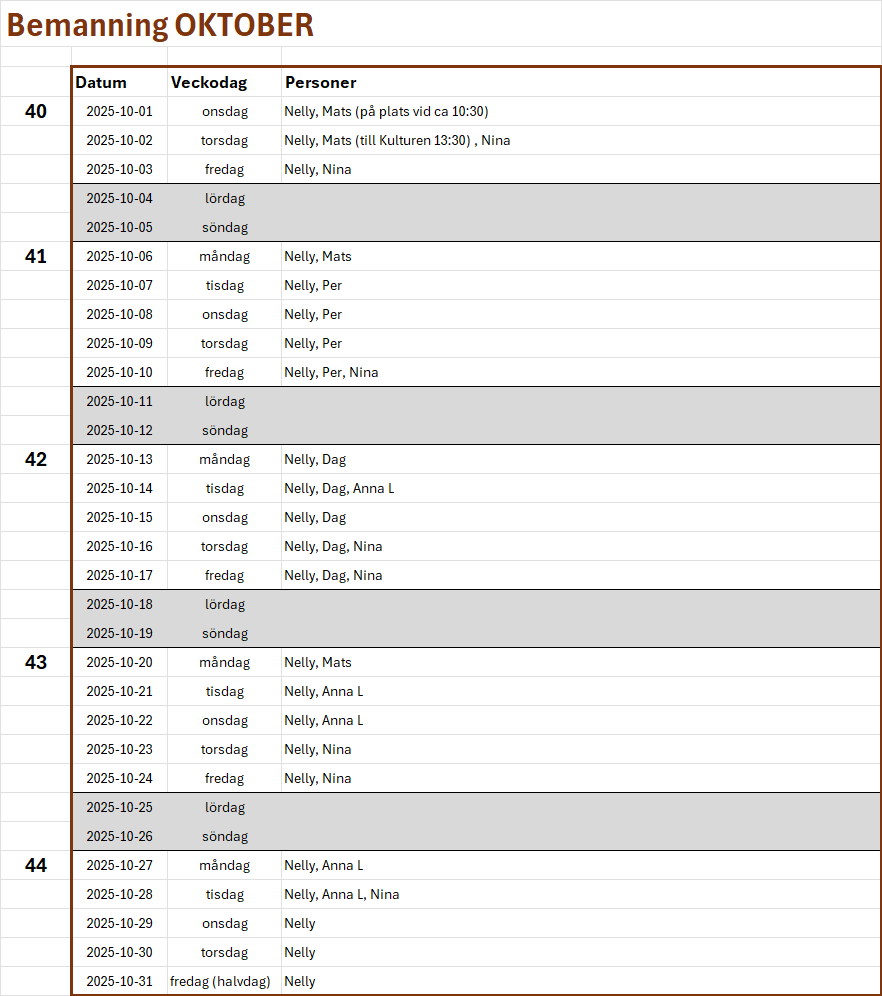 Bemanning OKTOBER
Datum Veckodag Personer
40 2025-10-01 onsdag Nelly, Mats (på plats vid ca 10:30)
2025-10-02 torsdag Nelly, Mats (till Kulturen 13:30) , Nina
2025-10-03 fredag Nelly, Nina
2025-10-04 lördag
2025-10-05 söndag
41 2025-10-06 måndag Nelly, Mats
2025-10-07 tisdag Nelly, Per
2025-10-08 onsdag Nelly, Per
2025-10-09 torsdag Nelly, Per
2025-10-10 fredag Nelly, Per, Nina
2025-10-11 lördag
2025-10-12 söndag
42 2025-10-13 måndag Nelly, Dag
2025-10-14 tisdag Nelly, Dag, Anna L
2025-10-15 onsdag Nelly, Dag
2025-10-16 torsdag Nelly, Dag, Nina
2025-10-17 fredag Nelly, Dag, Nina
2025-10-18 lördag
2025-10-19 söndag
43 2025-10-20 måndag Nelly, Mats
2025-10-21 tisdag Nelly, Anna L
2025-10-22 onsdag Nelly, Anna L
2025-10-23 torsdag Nelly, Nina
2025-10-24 fredag Nelly, Nina
2025-10-25 lördag
2025-10-26 söndag
44 2025-10-27 måndag Nelly, Anna L
2025-10-28 tisdag Nelly, Anna L, Nina
2025-10-29 onsdag Nelly
2025-10-30 torsdag Nelly
2025-10-31 fredag (halvdag) Nelly